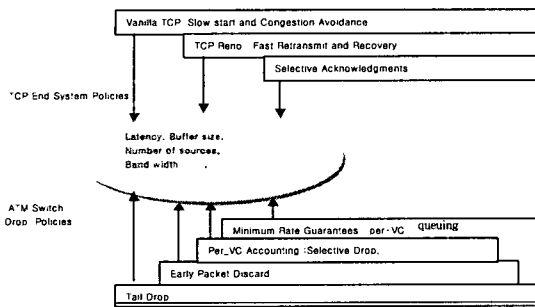 Vanilla TCP Slow start and Congestion Avoidance
TCP Reno Fast Retransmit and Recovery
Selective Acknowledgments
TCP End System Policies
Latency. Buffer size.
Number of sources.
Band width .
ATM Switch
Drop Policies
Minimum Rate Guarantees per-VC queuing
Per_VC Accounting :Selective Drop.
Early Packet Discard
Tail Drop